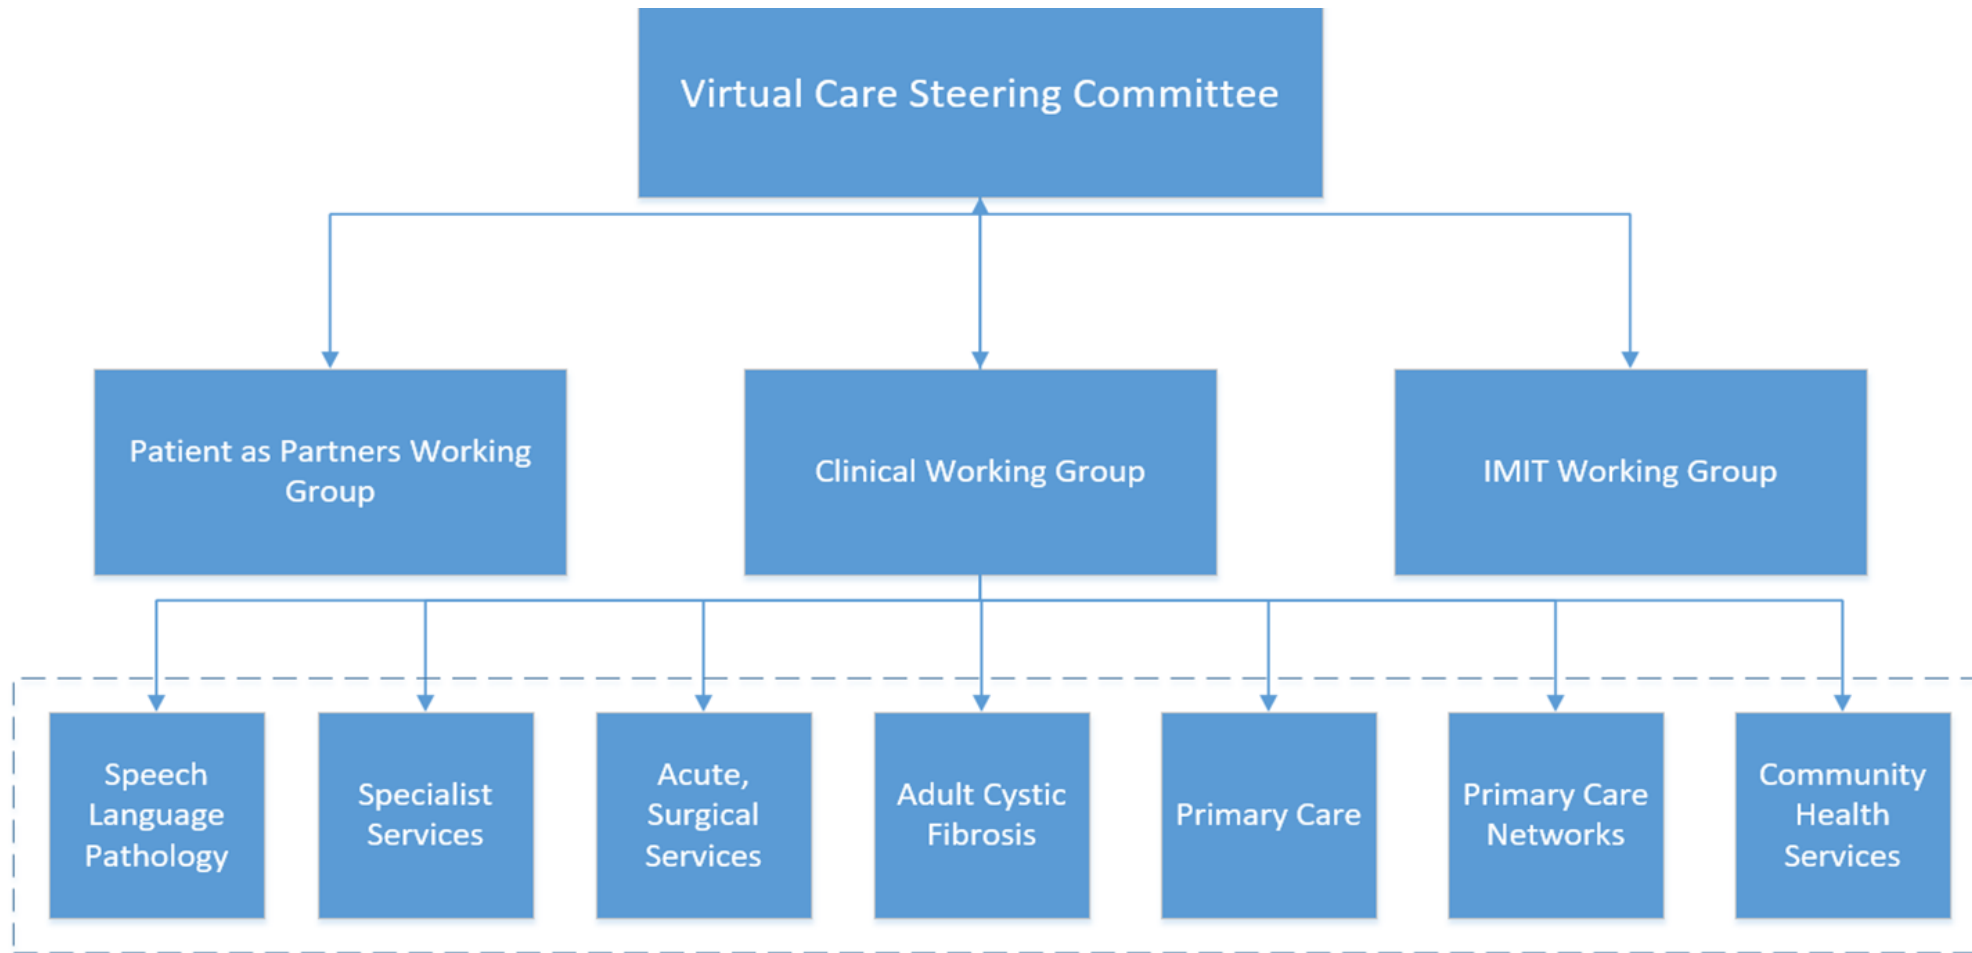 Virtual Care Steering Committee
Patient as Partners Working
Group
Clinical Working Group
IMIT Working Group
Speech
Language
Pathology
Specialist
Services
Acute,
Surgical
Services
Adult Cystic
Fibrosis
Primary Care
Primary Care
Networks
Community
Health
Services